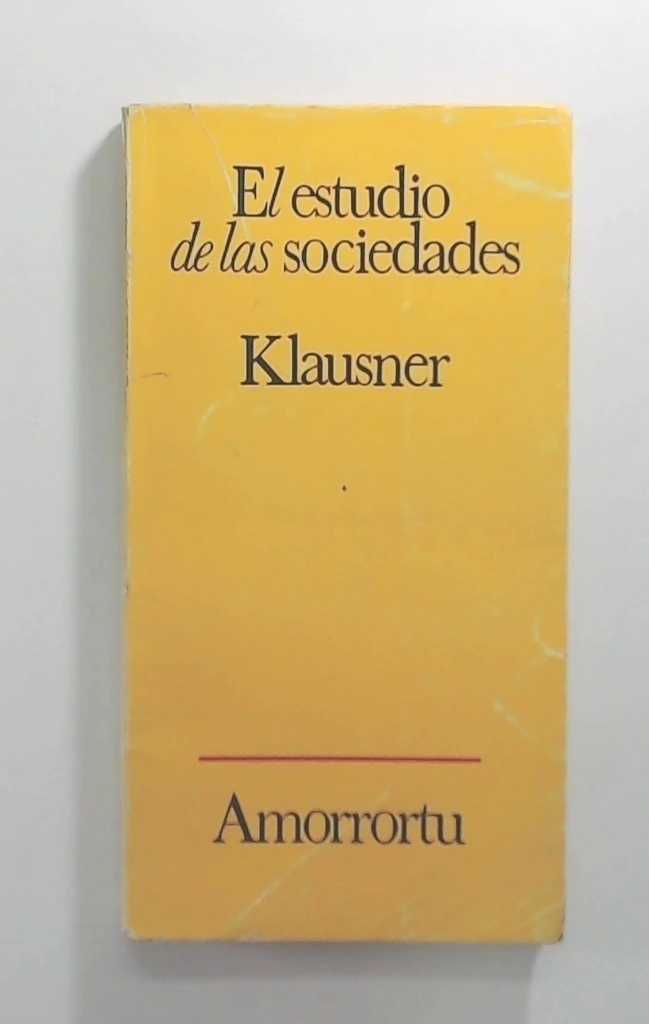 El estudio
de las sociedades
Klausner
Amorrortu